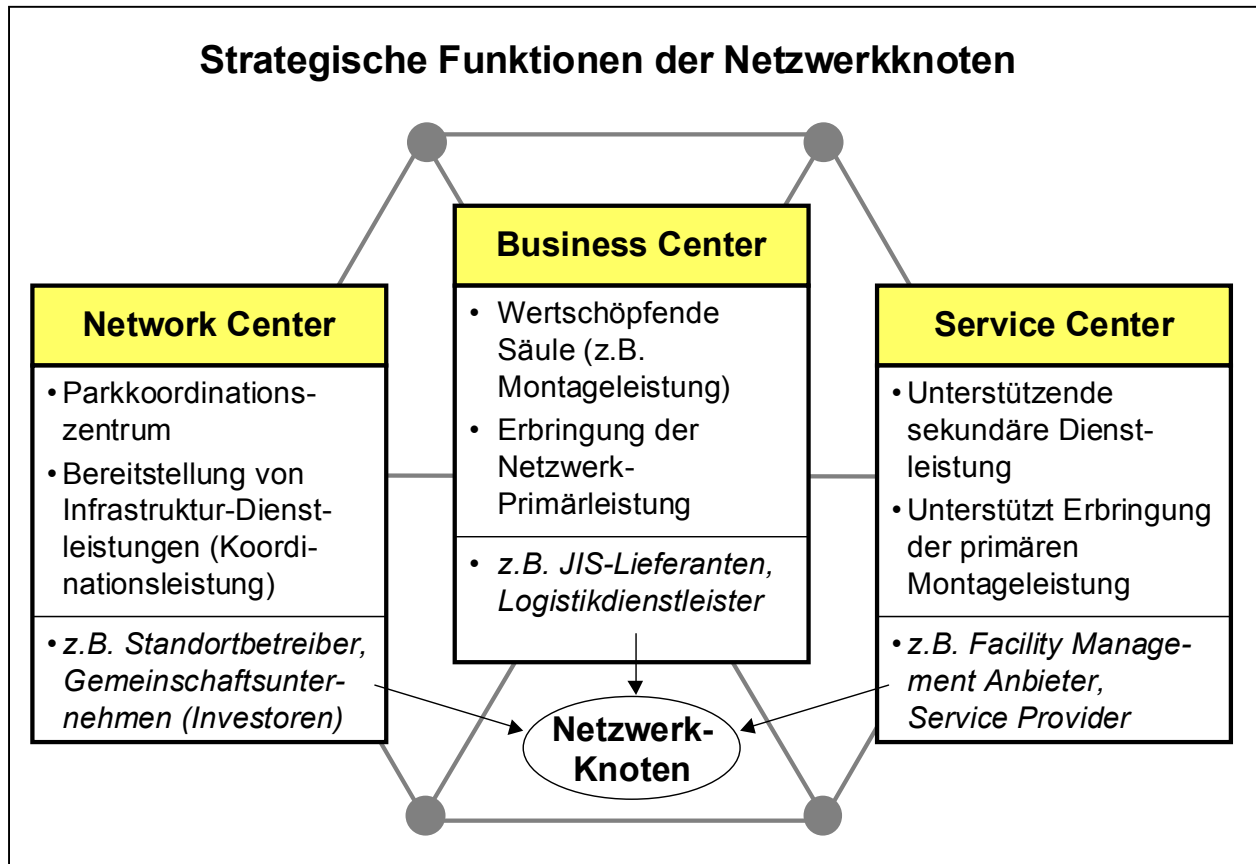 Strategische Funktionen der Netzwerkknoten
Network Center
• Parkkoordinations-
zentrum
• Bereitstellung von
Infrastruktur-Dienst-
leistungen (Koordi-
nationsleistung)
• z.B. Standortbetreiber,
Gemeinschaftsunter-
nehmen (Investoren)
Business Center
• Wertschöpfende
Säule (z.B.
Montageleistung)
• Erbringung der
Netzwerk-
Primärleistung
• z.B. JIS-Lieferanten,
Logistikdienstleister
Service Center
• Unterstützende
sekundäre Dienst-
leistung
• Unterstützt Erbringung
der primären
Montageleistung
• z.B. Facility Manage-
ment Anbieter,
Service Provider
Netzwerk-
Knoten